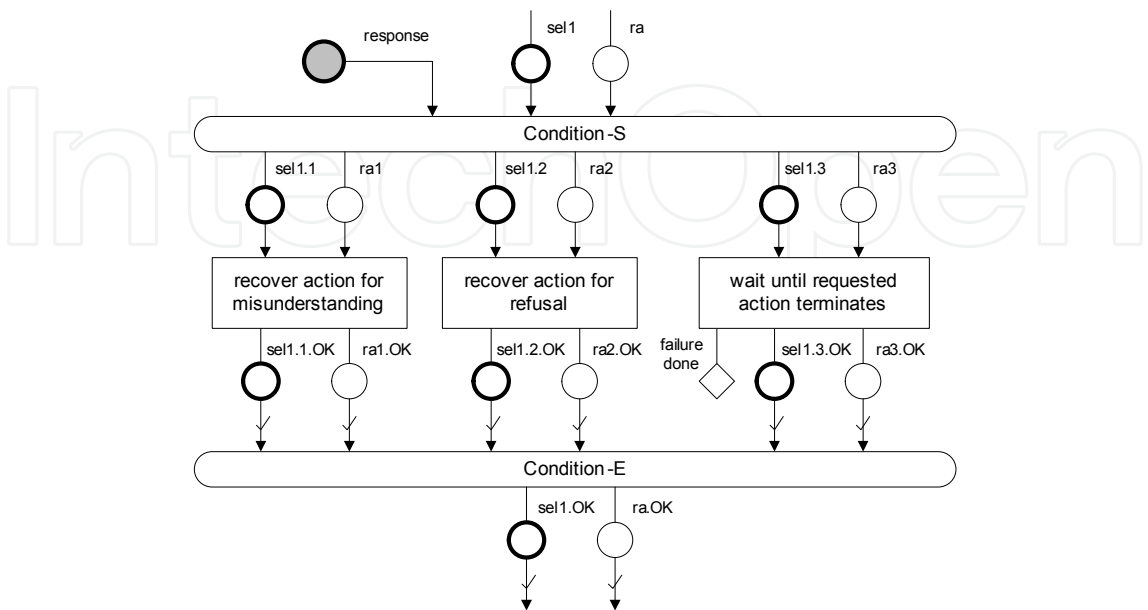 response
sel1
ra
IntechOpen
Condition-S
sel1.1
ra1
sel1.2
ra2
sel1.3
ra3
recover action for
misunderstanding
recover action for
refusal
wait until requested
action terminates
sel1.1.OK
ra1.OK
sel1.2.OK
ra2.OK
failure
done
sel1.3.OK
ra3.OK
Condition-E
sel1.OK
ra.OK